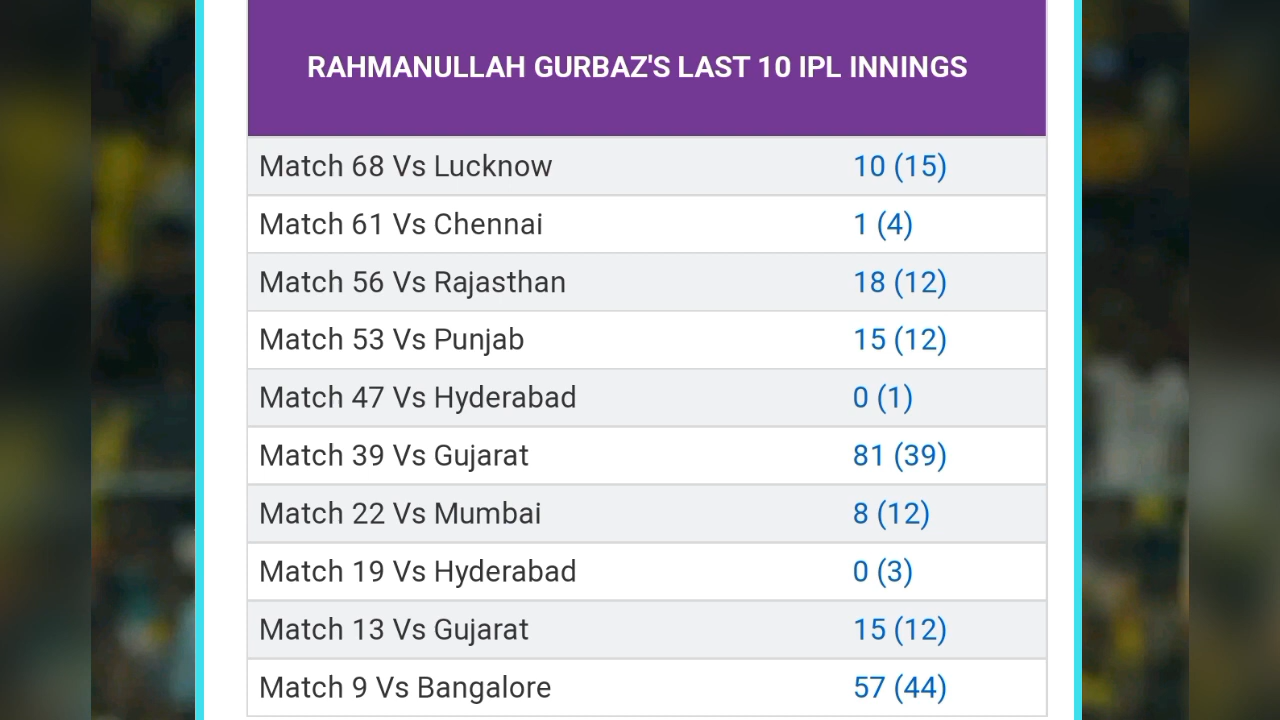 RAHMANULLAH GURBAZ'S LAST 10 IPL INNINGS
Match 68 Vs Lucknow 10 (15)
Match 61 Vs Chennai 1 (4)
Match 56 Vs Rajasthan 18 (12)
Match 53 Vs Punjab 15 (12)
Match 47 Vs Hyderabad 0 (1)
Match 39 Vs Gujarat 81 (39)
Match 22 Vs Mumbai 8 (12)
Match 19 Vs Hyderabad 0 (3)
Match 13 Vs Gujarat 15 (12)
Match 9 Vs Bangalore 57 (44)